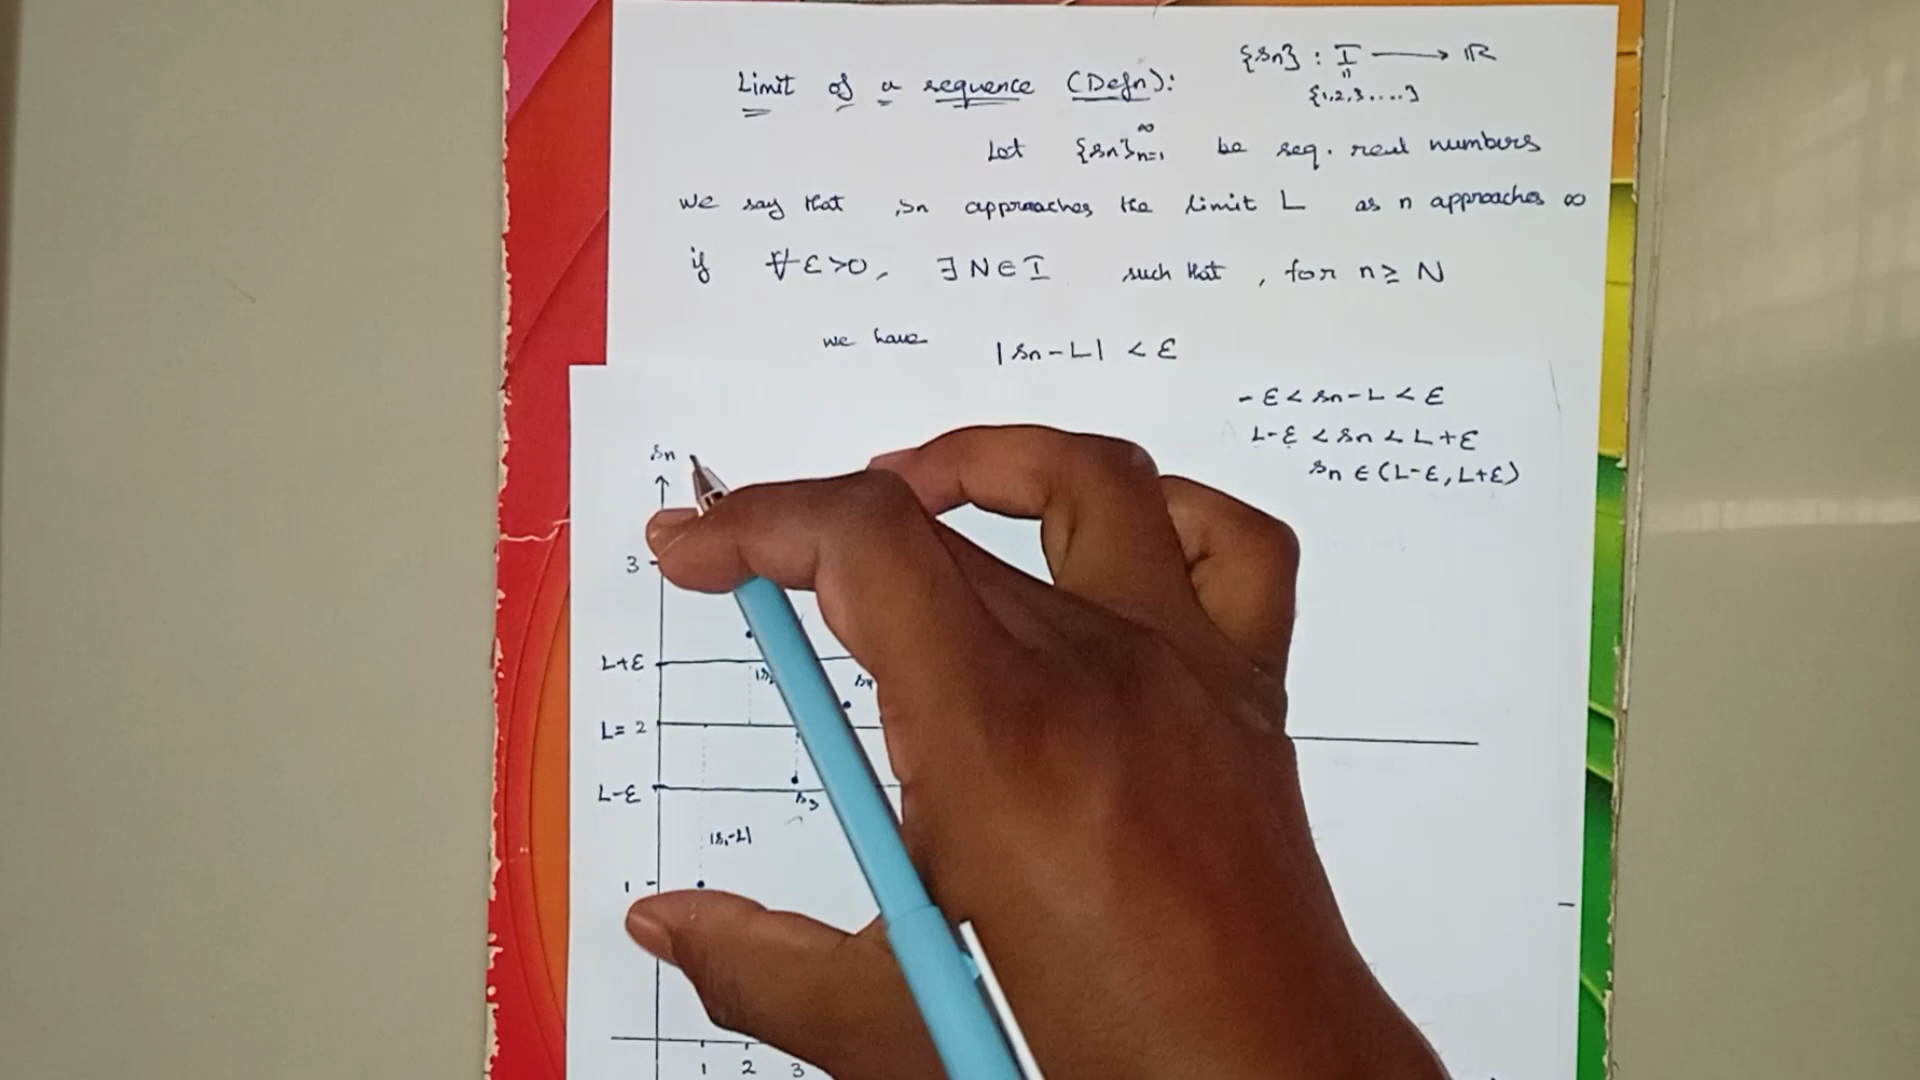 {sn} : I → R
Limit of a sequence (Defn):
"
{1,2,3....}
Let {sn}∞n=1 be seq. real numbers
we say that sn approaches the limit L as n approaches ∞
if ∀ε>0, ∃N∈I such that, for n≥N
we have |sn-L| < ε
-ε < sn-L < ε
L-ε < sn < L+ε
sn ∈ (L-ε, L+ε)
sn
3
L+ε
s4
L= 2
L-ε
s3
|s1-L|
1
1 2 3